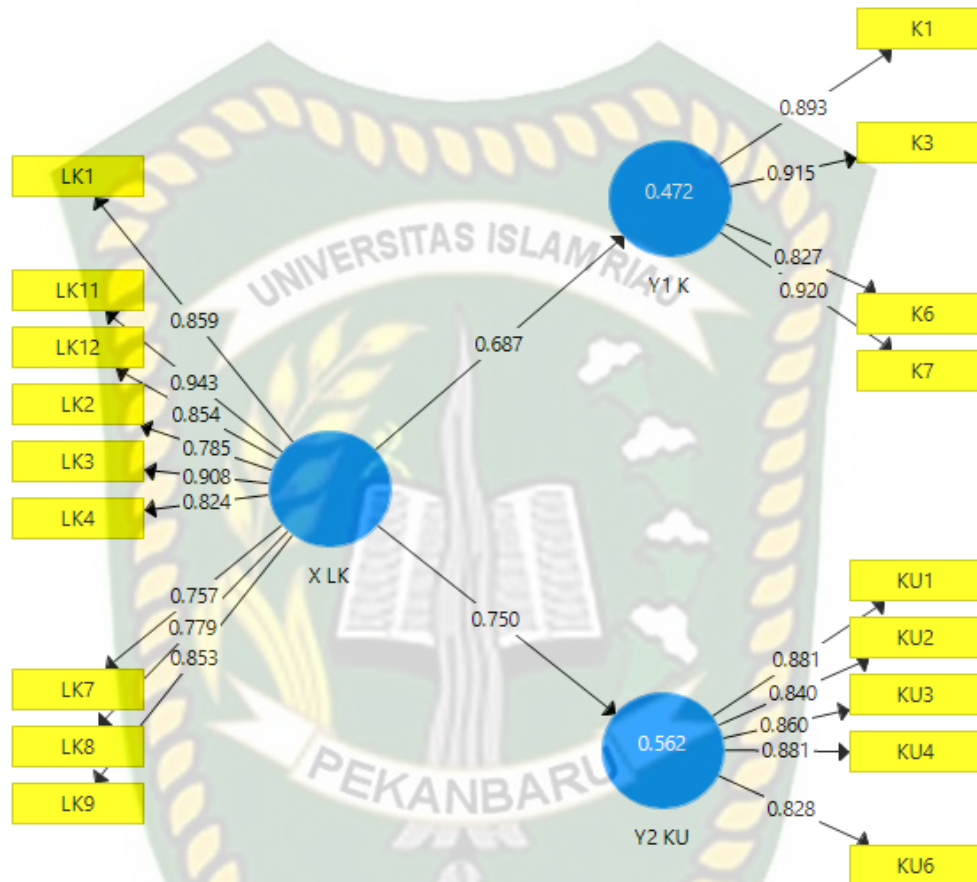 K1
0.893
K3
0.915
0.472
Y1 K
0.827
0.920
K6
K7
LK1
LK11
LK12
LK2
LK3
LK4
0.859
0.943
0.854
0.785
0.908
0.824
0.687
UNIVERSITAS ISLAM RIAU
X LK
0.757
0.779
0.853
LK7
LK8
LK9
0.750
PEKANBARU
0.562
Y2 KU
KU1
KU2
KU3
KU4
0.881
0.840
0.860
0.881
0.828
KU6